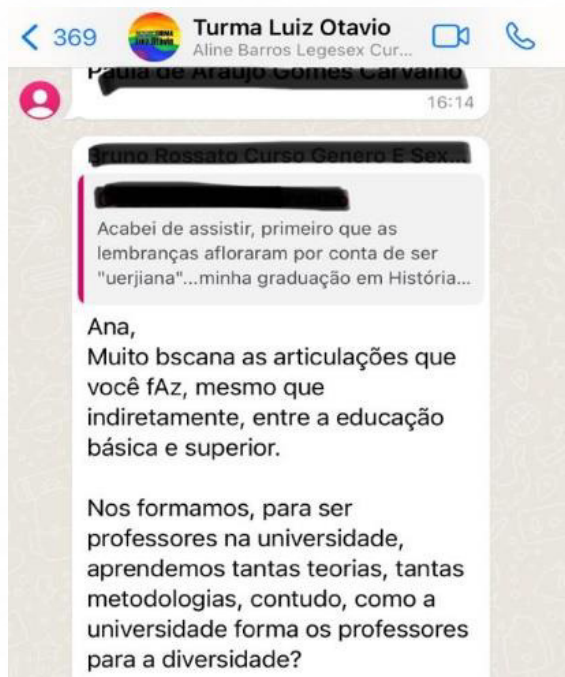 369
Turma Luiz Otavio
Aline Barros Legesex Cur...
16:14
Acabei de assistir, primeiro que as
lembranças afloraram por conta de ser
"uerjiana"...minha graduação em História...
Ana,
Muito bscana as articulações que
você fAz, mesmo que
indiretamente, entre a educação
básica e superior.
Nos formamos, para ser
professores na universidade,
aprendemos tantas teorias, tantas
metodologias, contudo, como a
universidade forma os professores
para a diversidade?